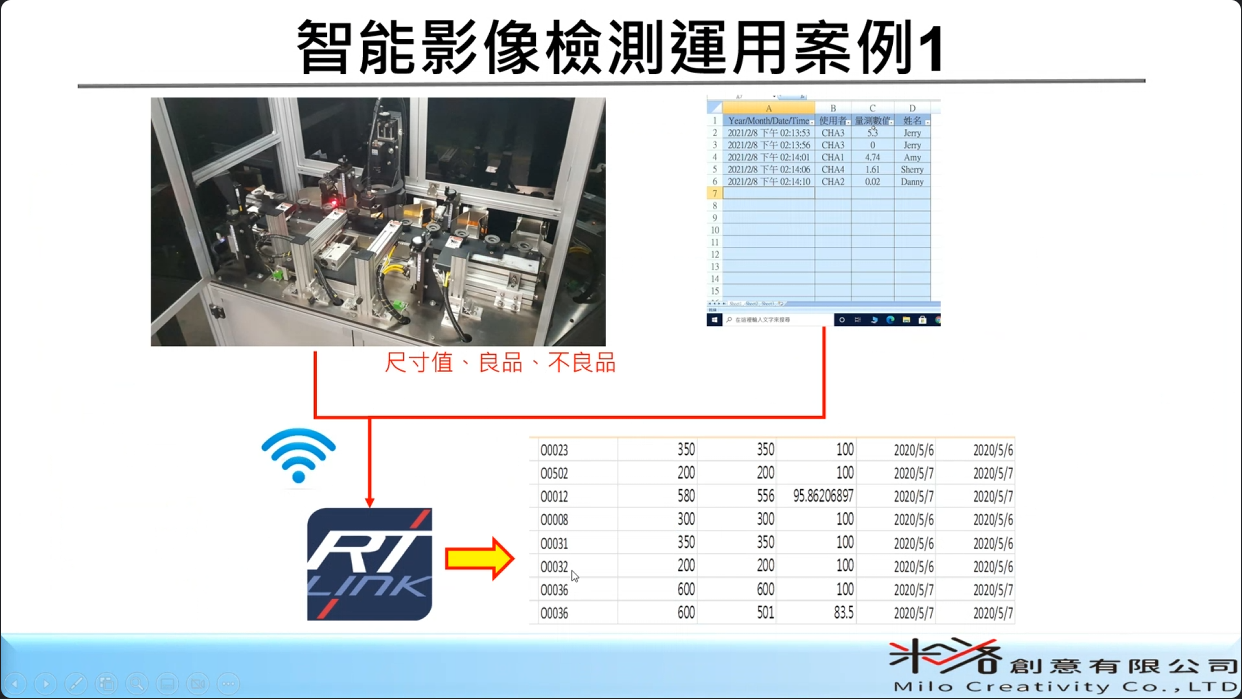 智能影像檢測運用案例1
A B C D
1 Year/Month/Date/Time 使用者 量測數值 姓名
2 2021/2/8 下午 02:13:53 CHA3 5.3 Jerry
3 2021/2/8 下午 02:13:56 CHA3 0 Jerry
4 2021/2/8 下午 02:14:01 CHA1 4.74 Amy
5 2021/2/8 下午 02:14:06 CHA4 1.61 Sherry
6 2021/2/8 下午 02:14:10 CHA2 0.02 Danny
7
8
9
10
11
12
13
14
15
在這裡輸入文字來搜尋
尺寸值、良品、不良品
RT
LINK
O0023 350 350 100 2020/5/6 2020/5/6
O0502 200 200 100 2020/5/7 2020/5/7
O0012 580 556 95.86206897 2020/5/7 2020/5/7
O0008 300 300 100 2020/5/6 2020/5/6
O0031 350 350 100 2020/5/6 2020/5/6
O0032 200 200 100 2020/5/6 2020/5/6
O0036 600 600 100 2020/5/7 2020/5/7
O0036 600 501 83.5 2020/5/7 2020/5/7
米洛創意有限公司
Milo Creativity Co.,LTD